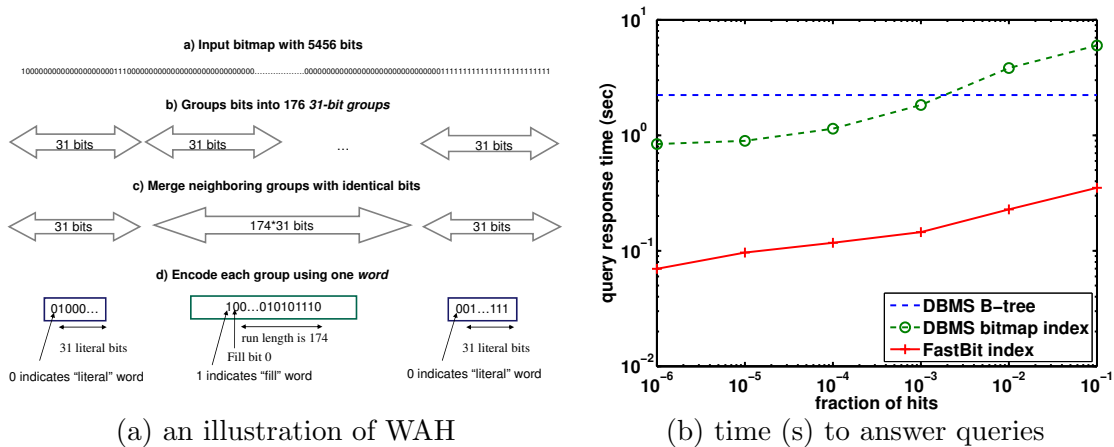 a) Input bitmap with 5456 bits
b) Groups bits into 176 31-bit groups
31 bits
31 bits
...
31 bits
c) Merge neighboring groups with identical bits
31 bits
174*31 bits
31 bits
d) Encode each group using one word
01000...
100...010101110
001...111
31 literal bits
run length is 174
Fill bit 0
31 literal bits
0 indicates “literal” word
1 indicates “fill” word
0 indicates “literal” word
(a) an illustration of WAH
query response time (sec)
10^1
10^0
10^-1
10^-2
DBMS B-tree
DBMS bitmap index
FastBit index
10^-6 10^-5 10^-4 10^-3 10^-2 10^-1
fraction of hits
(b) time (s) to answer queries